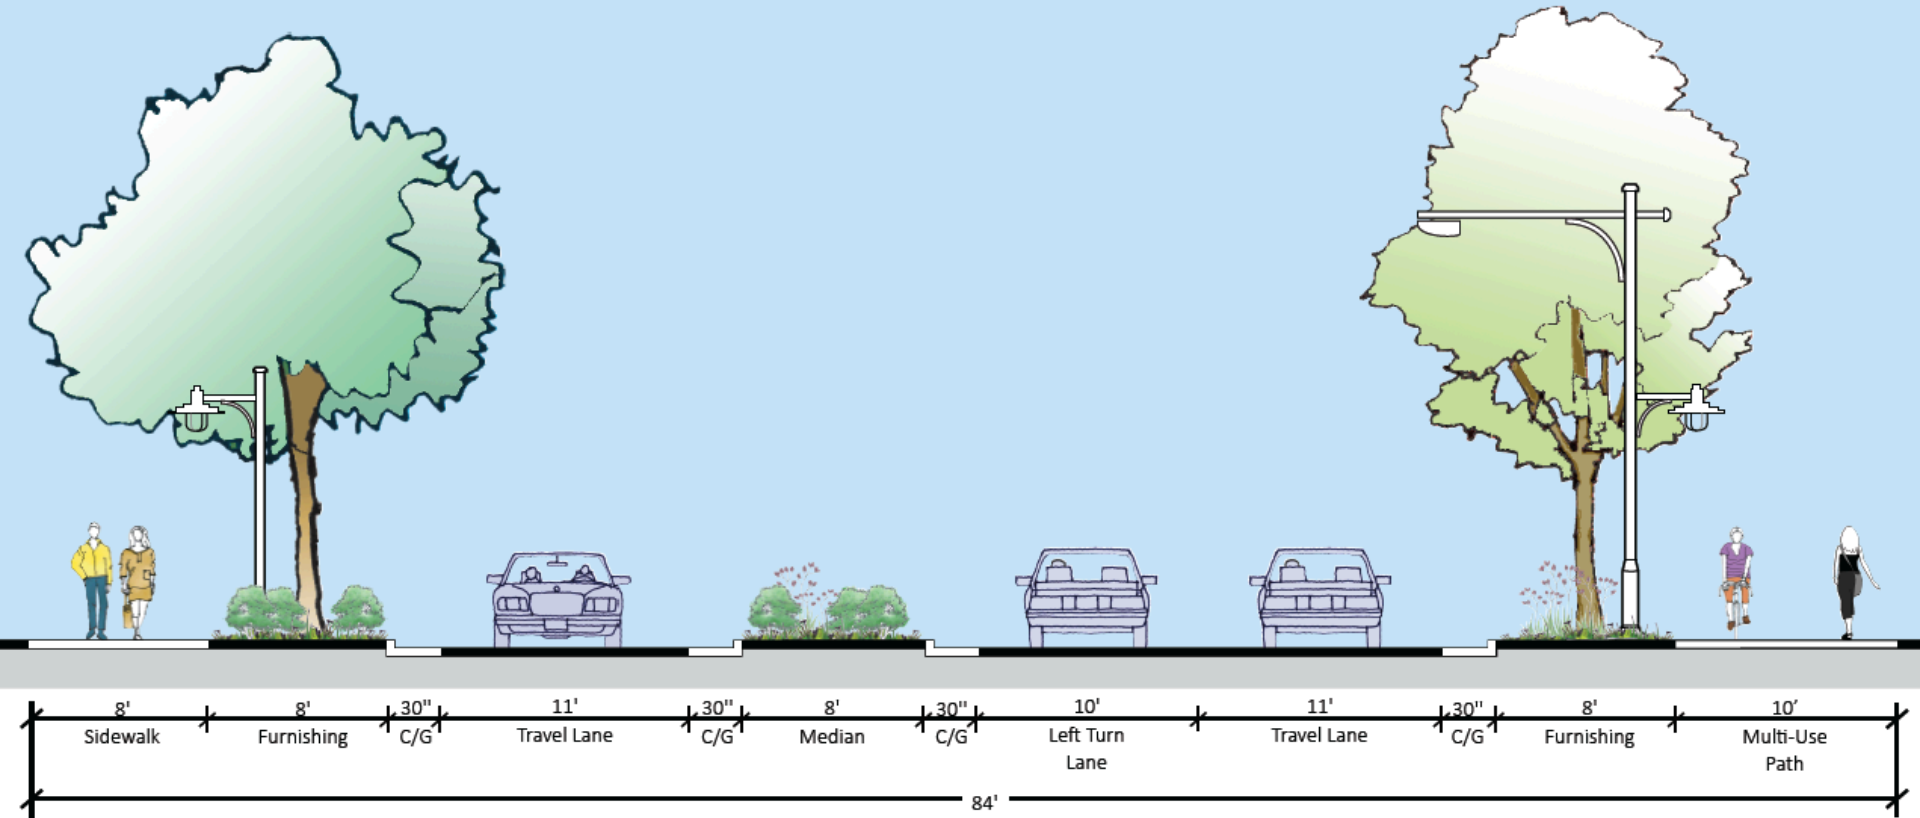 8' 8' 30" 11' 30" 8' 30" 10' 11' 30" 8' 10'
Sidewalk Furnishing C/G Travel Lane C/G Median C/G Left Turn Travel Lane C/G Furnishing Multi-Use
Lane Path
84'